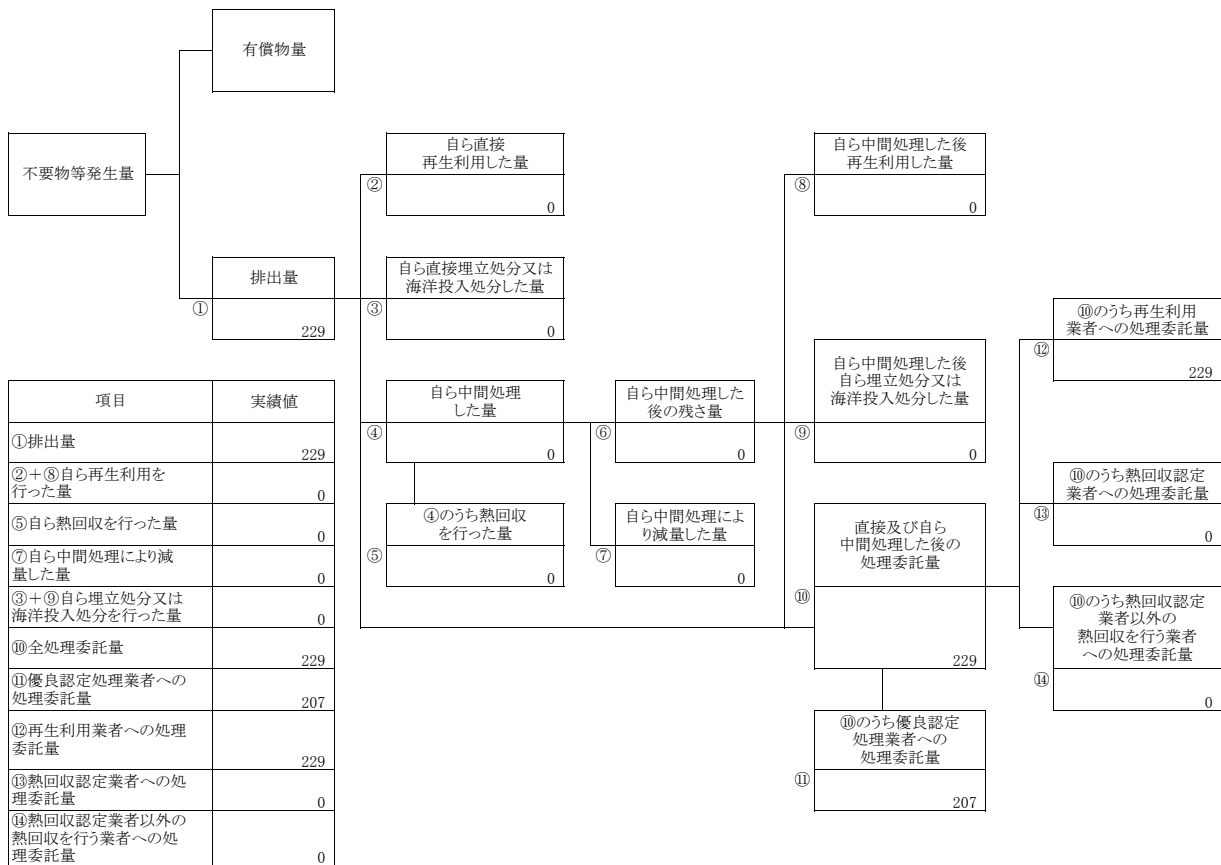 有償物量
不要物等発生量
自ら直接
再生利用した量
②
0
自ら中間処理した後
再生利用した量
⑧
0
排出量
①
229
自ら直接埋立処分又は
海洋投入処分した量
③
0
⑩のうち再生利用
業者への処理委託量
⑫
229
自ら中間処理
した量
④
0
自ら中間処理した
後の残さ量
⑥
0
自ら中間処理した後
自ら埋立処分又は
海洋投入処分した量
⑨
0
④のうち熱回収
を行った量
⑤
0
自ら中間処理によ
り減量した量
⑦
0
直接及び自ら
中間処理した後の
処理委託量
⑩
229
⑩のうち熱回収認定
業者への処理委託量
⑬
0
⑩のうち熱回収認定
業者以外の
熱回収を行う業者
への処理委託量
⑭
0
⑩のうち優良認定
処理業者への
処理委託量
⑪
207
項目 実績値
①排出量
229
②+⑧自ら再生利用を
行った量 0
⑤自ら熱回収を行った量
0
⑦自ら中間処理により減
量した量 0
③+⑨自ら埋立処分又は
海洋投入処分を行った量 0
⑩全処理委託量
229
⑪優良認定処理業者への
処理委託量 207
⑫再生利用業者への処理
委託量
229
⑬熱回収認定業者への処
理委託量 0
⑭熱回収認定業者以外の
熱回収を行う業者への処
理委託量 0